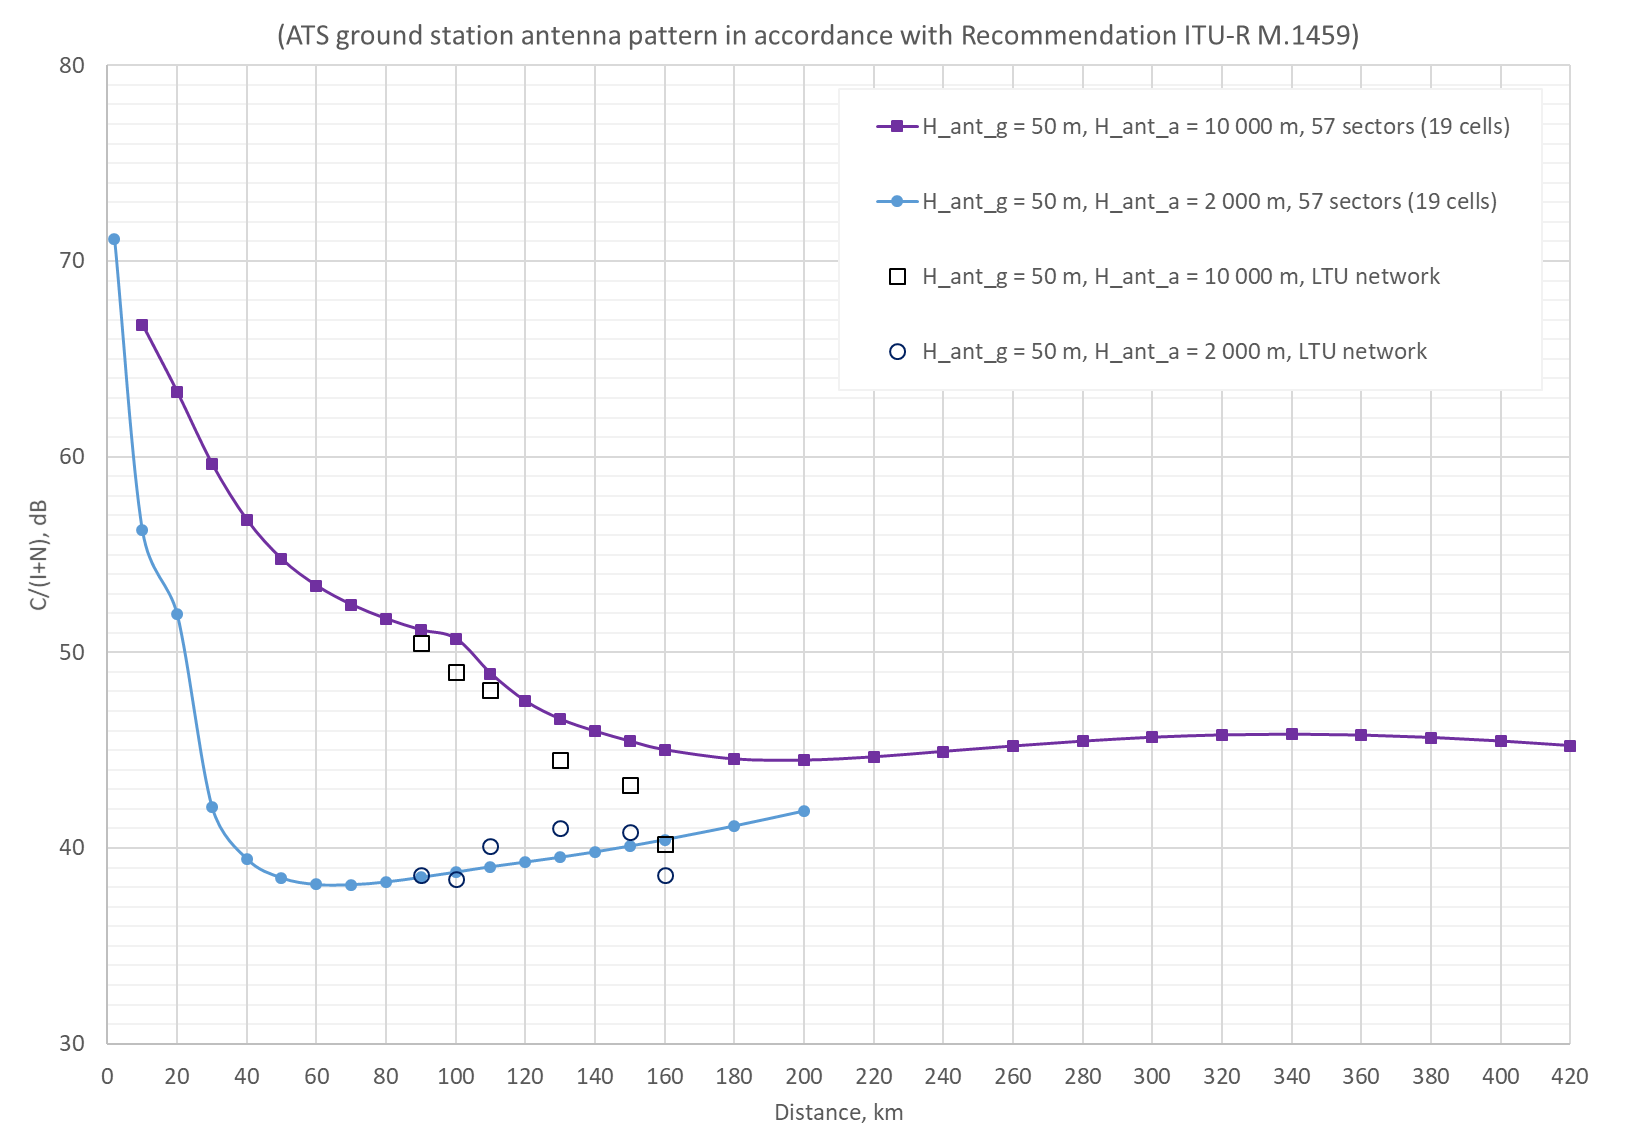 (ATS ground station antenna pattern in accordance with Recommendation ITU-R M.1459)
80
70
60
50
40
30
C/(I+N), dB
H_ant_g = 50 m, H_ant_a = 10 000 m, 57 sectors (19 cells)
H_ant_g = 50 m, H_ant_a = 2 000 m, 57 sectors (19 cells)
H_ant_g = 50 m, H_ant_a = 10 000 m, LTU network
H_ant_g = 50 m, H_ant_a = 2 000 m, LTU network
0 20 40 60 80 100 120 140 160 180 200 220 240 260 280 300 320 340 360 380 400 420
Distance, km